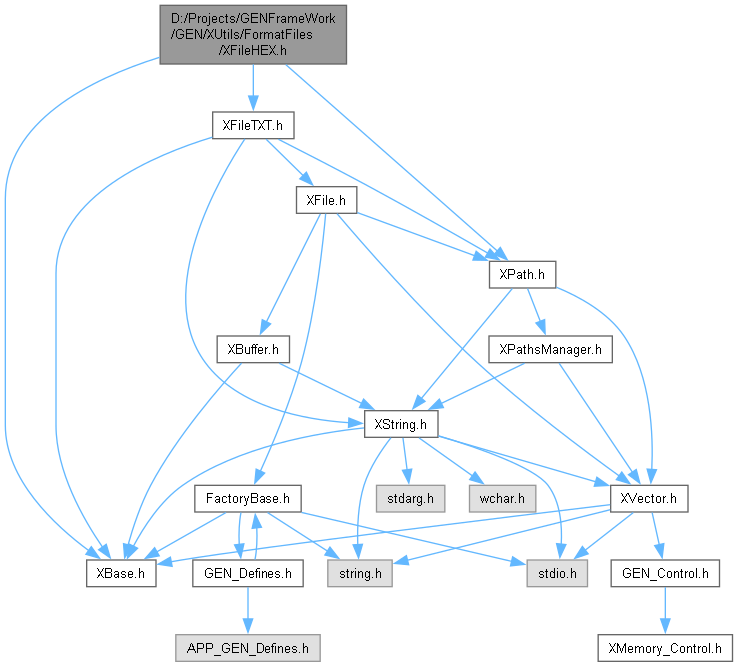 D:/Projects/GENFrameWork
/GEN/XUtils/FormatFiles
/XFileHEX.h
XFileTXT.h
XFile.h
XPath.h
XBuffer.h
XPathsManager.h
XString.h
FactoryBase.h
stdarg.h
wchar.h
XVector.h
XBase.h
GEN_Defines.h
string.h
stdio.h
GEN_Control.h
APP_GEN_Defines.h
XMemory_Control.h